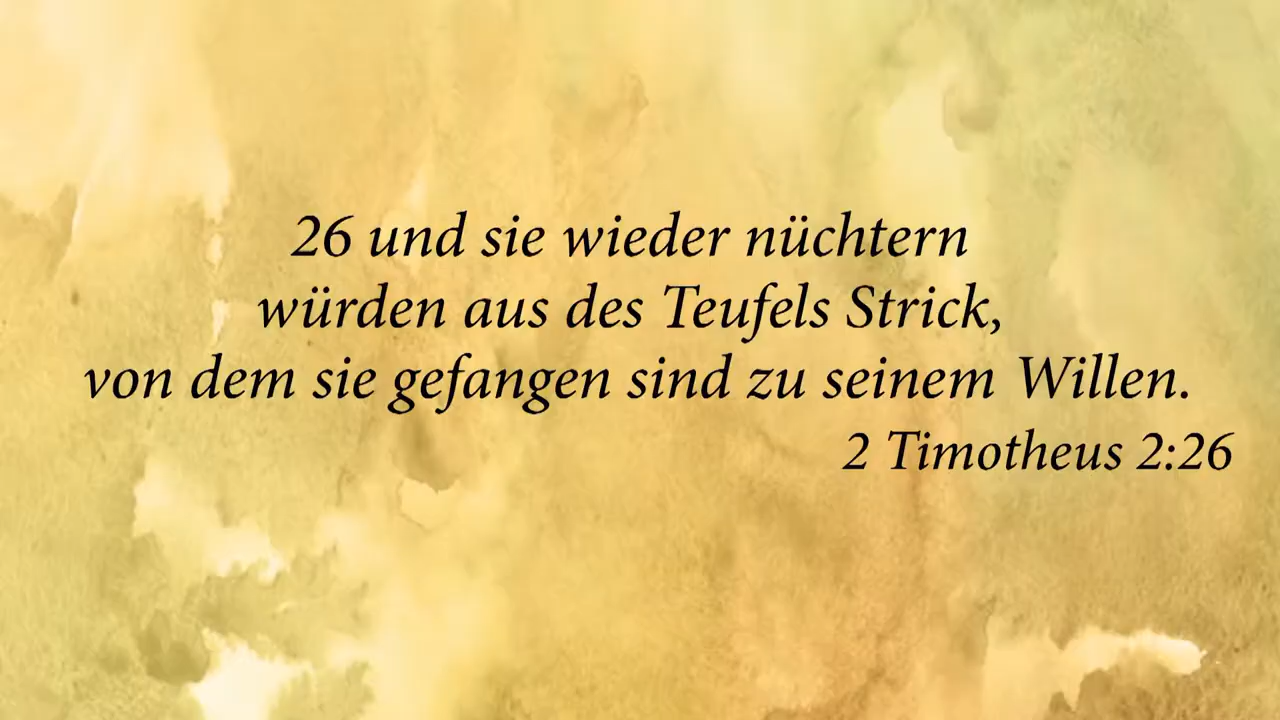 26 und sie wieder nüchtern
würden aus des Teufels Strick,
von dem sie gefangen sind zu seinem Willen.
2 Timotheus 2:26